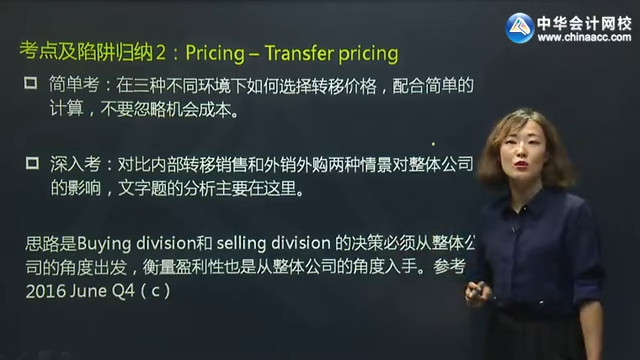 中华会计网校
www.chinaacc.com
考点及陷阱归纳2：Pricing – Transfer pricing
简单考：在三种不同环境下如何选择转移价格，配合简单的
计算，不要忽略机会成本。
深入考：对比内部转移销售和外销外购两种情景对整体公司
的影响，文字题的分析主要在这里。
思路是Buying division和 selling division 的决策必须从整体公
司的角度出发，衡量盈利性也是从整体公司的角度入手。参考
2016 June Q4（c）